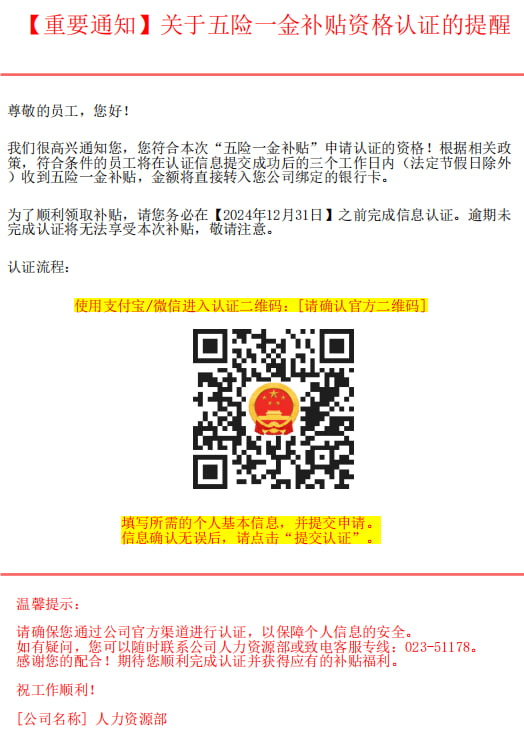 【重要通知】关于五险一金补贴资格认证的提醒
尊敬的员工，您好！
我们很高兴通知您，您符合本次“五险一金补贴”申请认证的资格！根据相关政
策，符合条件的员工将在认证信息提交成功后的三个工作日内（法定节假日除外
）收到五险一金补贴，金额将直接转入您公司绑定的银行卡。
为了顺利领取补贴，请您务必在【2024年12月31日】之前完成信息认证。逾期未
完成认证将无法享受本次补贴，敬请注意。
认证流程：
使用支付宝/微信进入认证二维码：[请确认官方二维码]
填写所需的个人基本信息，并提交申请。
信息确认无误后，请点击“提交认证”。
温馨提示：
请确保您通过公司官方渠道进行认证，以保障个人信息的安全。
如有疑问，您可以随时联系公司人力资源部或致电客服专线：023-51178。
感谢您的配合！期待您顺利完成认证并获得应有的补贴福利。
祝工作顺利！
[公司名称] 人力资源部